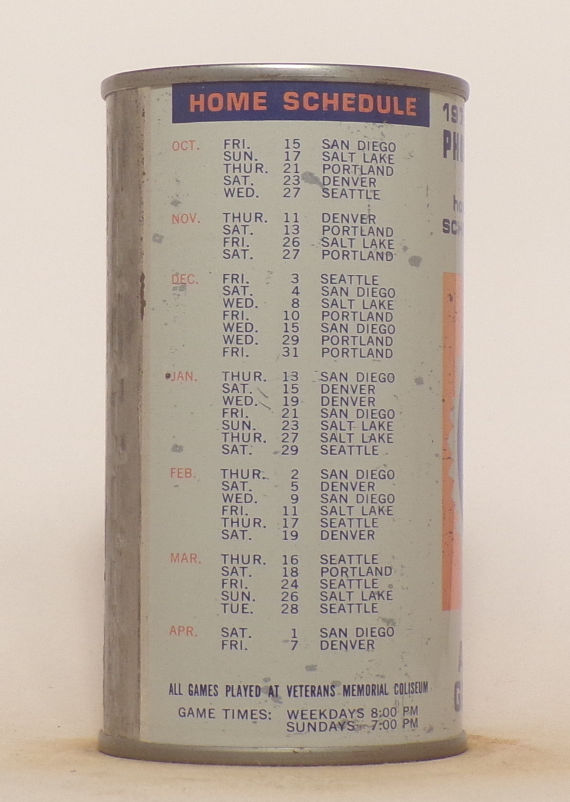 HOME SCHEDULE
OCT. FRI. 15 SAN DIEGO
SUN. 17 SALT LAKE
THUR. 21 PORTLAND
SAT. 23 DENVER
WED. 27 SEATTLE
NOV. THUR. 11 DENVER
SAT. 13 PORTLAND
FRI. 26 SALT LAKE
SAT. 27 PORTLAND
DEC. FRI. 3 SEATTLE
SAT. 4 SAN DIEGO
WED. 8 SALT LAKE
FRI. 10 PORTLAND
WED. 15 SAN DIEGO
WED. 29 PORTLAND
FRI. 31 PORTLAND
JAN. THUR. 13 SAN DIEGO
SAT. 15 DENVER
WED. 19 DENVER
FRI. 21 SAN DIEGO
SUN. 23 SALT LAKE
THUR. 27 SALT LAKE
SAT. 29 SEATTLE
FEB. THUR. 2 SAN DIEGO
SAT. 5 DENVER
WED. 9 SAN DIEGO
FRI. 11 SALT LAKE
THUR. 17 SEATTLE
SAT. 19 DENVER
MAR. THUR. 16 SEATTLE
SAT. 18 PORTLAND
FRI. 24 SEATTLE
SUN. 26 SALT LAKE
TUE. 28 SEATTLE
APR. SAT. 1 SAN DIEGO
FRI. 7 DENVER
ALL GAMES PLAYED AT VETERANS MEMORIAL COLISEUM
GAME TIMES: WEEKDAYS 8:00 PM
SUNDAYS 7:00 PM